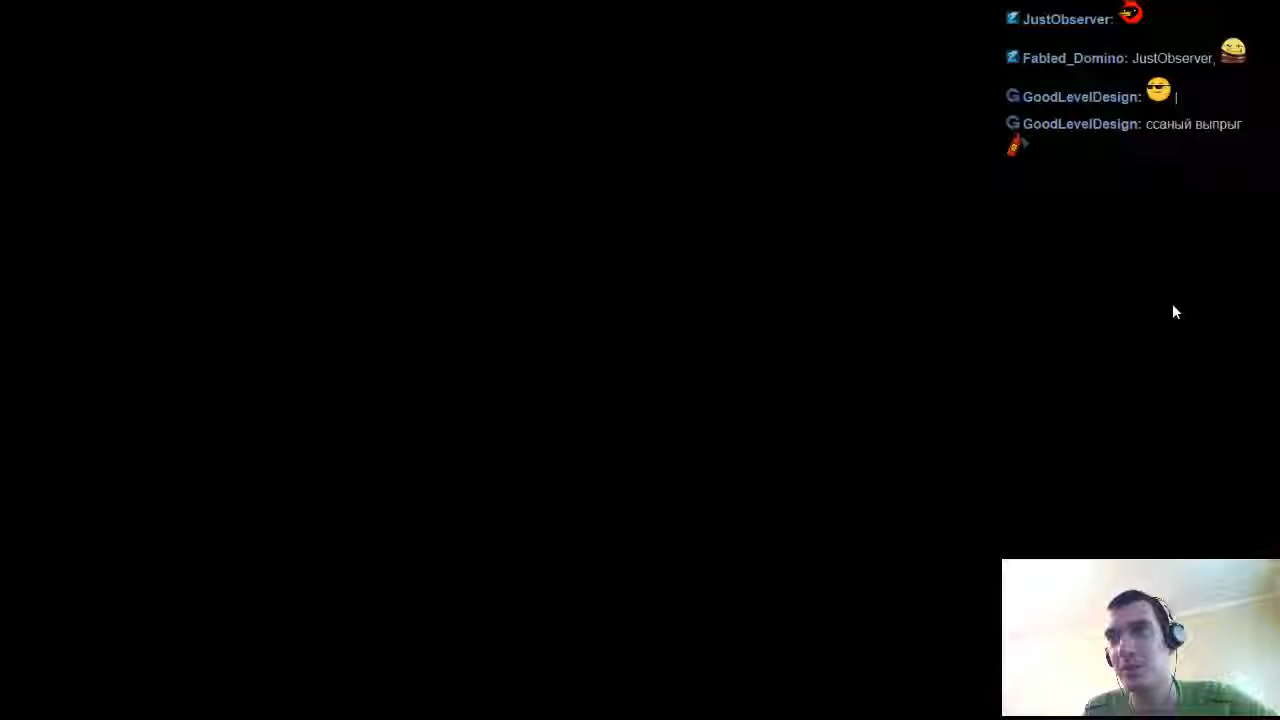 JustObserver:
Fabled_Domino: JustObserver,
GoodLevelDesign: |
GoodLevelDesign: ссаный выпрыг